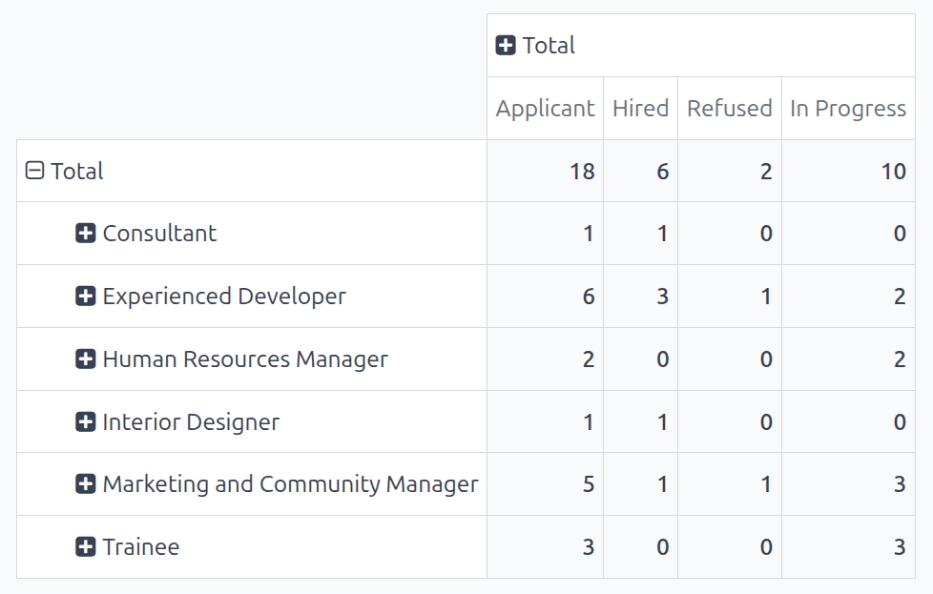 Total
Applicant Hired Refused In Progress
Total 18 6 2 10
Consultant 1 1 0 0
Experienced Developer 6 3 1 2
Human Resources Manager 2 0 0 2
Interior Designer 1 1 0 0
Marketing and Community Manager 5 1 1 3
Trainee 3 0 0 3